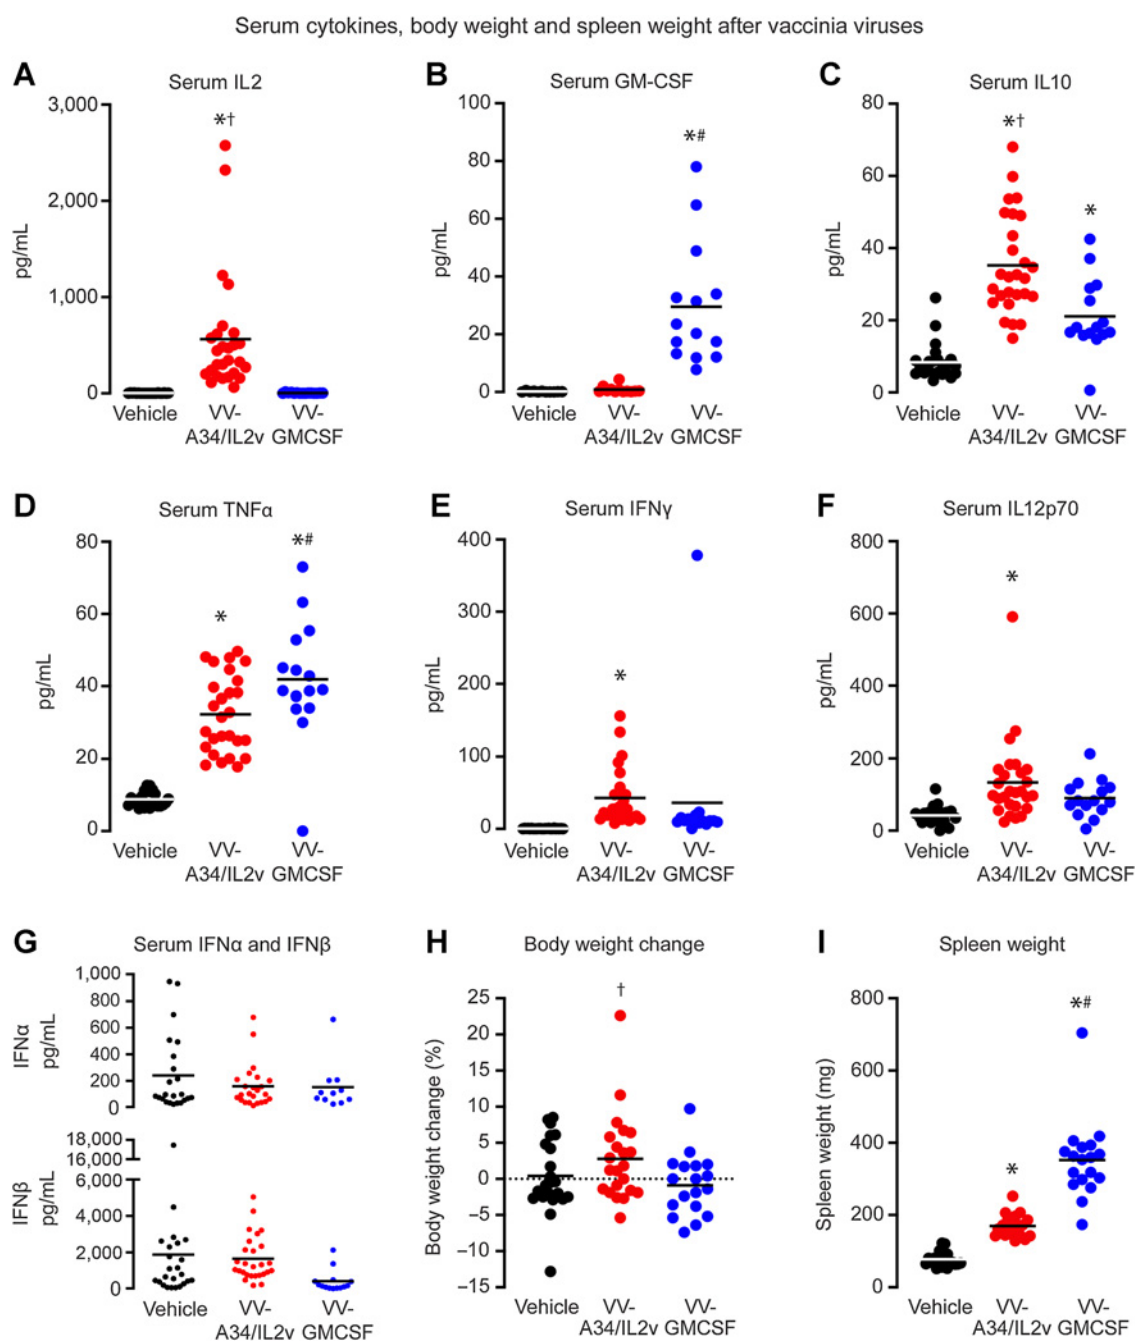 Serum cytokines, body weight and spleen weight after vaccinia viruses
A
Serum IL2
3,000
2,000
1,000
0
pg/mL
*†
Vehicle
VV-
A34/IL2v
VV-
GMCSF
B
Serum GM-CSF
100
80
60
40
20
0
pg/mL
*#
Vehicle
VV-
A34/IL2v
VV-
GMCSF
C
Serum IL10
80
60
40
20
0
pg/mL
*†
*
Vehicle
VV-
A34/IL2v
VV-
GMCSF
D
Serum TNFα
80
60
40
20
0
pg/mL
*
*#
Vehicle
VV-
A34/IL2v
VV-
GMCSF
E
Serum IFNγ
400
300
200
100
0
pg/mL
*
Vehicle
VV-
A34/IL2v
VV-
GMCSF
F
Serum IL12p70
800
600
400
200
0
pg/mL
*
Vehicle
VV-
A34/IL2v
VV-
GMCSF
G
Serum IFNα and IFNβ
1,000
800
600
400
200
0
IFNα
pg/mL
18,000
16,000
6,000
4,000
2,000
0
IFNβ
pg/mL
Vehicle
VV-
A34/IL2v
VV-
GMCSF
H
Body weight change
25
20
15
10
5
0
−5
−10
−15
Body weight change (%)
†
Vehicle
VV-
A34/IL2v
VV-
GMCSF
I
Spleen weight
800
600
400
200
0
Spleen weight (mg)
*
*#
Vehicle
VV-
A34/IL2v
VV-
GMCSF